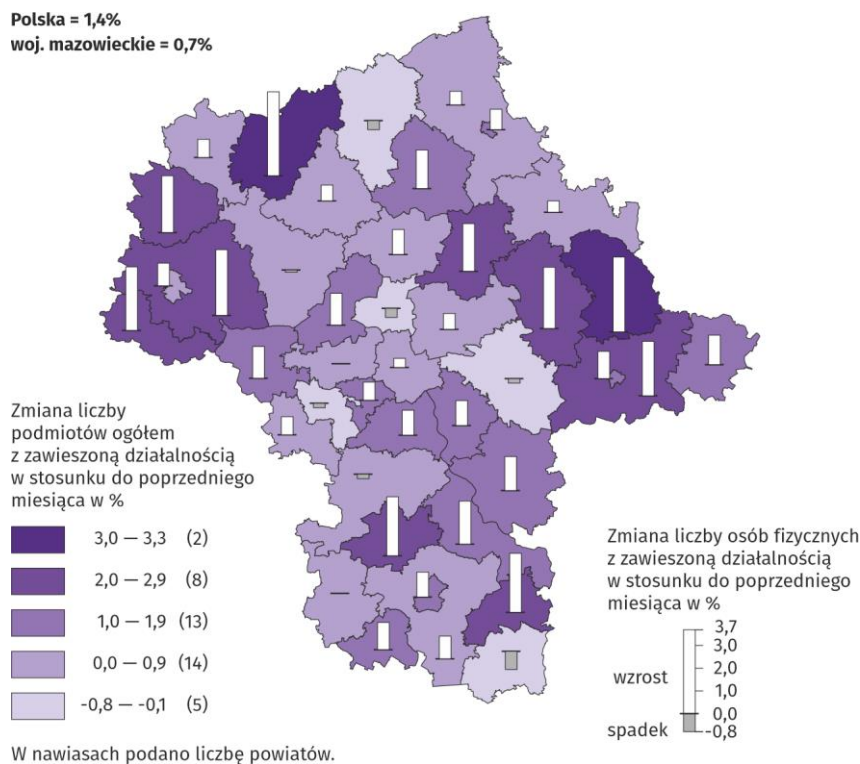 Polska = 1,4%
woj. mazowieckie = 0,7%
Zmiana liczby
podmiotów ogółem
z zawieszoną działalnością
w stosunku do poprzedniego
miesiąca w %
3,0 — 3,3 (2)
2,0 — 2,9 (8)
1,0 — 1,9 (13)
0,0 — 0,9 (14)
-0,8 — -0,1 (5)
W nawiasach podano liczbę powiatów.
Zmiana liczby osób fizycznych
z zawieszoną działalnością
w stosunku do poprzedniego
miesiąca w %
3,7
3,0
2,0
wzrost
1,0
0,0
spadek
-0,8